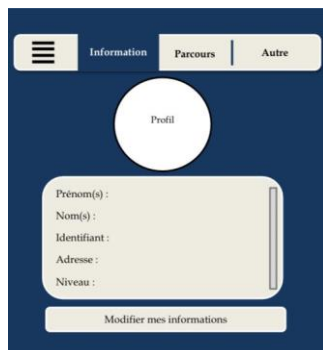 Information Parcours Autre
Profil
Prénom(s) :
Nom(s) :
Identifiant :
Adresse :
Niveau :
Modifier mes informations